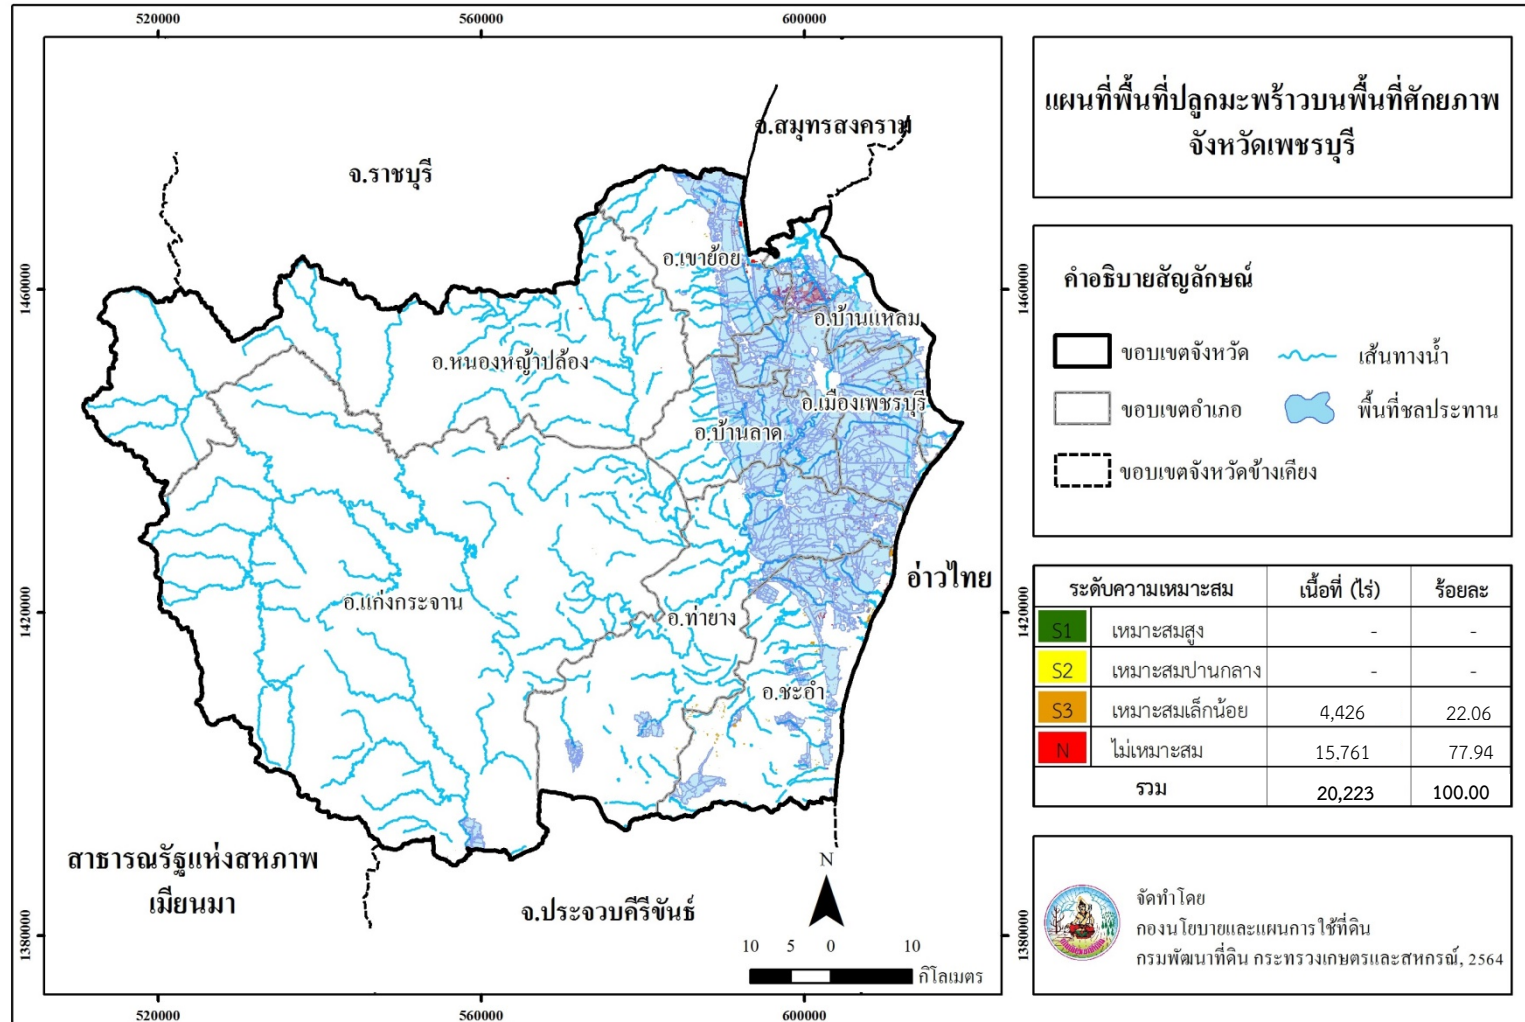 520000
560000
600000
1460000
1420000
1380000
1460000
1420000
1380000
520000
560000
600000
จ.สมุทรสงคราม
จ.ราชบุรี
อ.เขาย้อย
อ.บ้านแหลม
อ.หนองหญ้าปล้อง
อ.เมืองเพชรบุรี
อ.บ้านลาด
อ่าวไทย
อ.แก่งกระจาน
อ.ท่ายาง
อ.ชะอำ
สาธารณรัฐแห่งสหภาพ
เมียนมา
จ.ประจวบคีรีขันธ์
N
10 5 0 10
กิโลเมตร
แผนที่พื้นที่ปลูกมะพร้าวบนพื้นที่ศักยภาพ
จังหวัดเพชรบุรี
คำอธิบายสัญลักษณ์
ขอบเขตจังหวัด เส้นทางน้ำ
ขอบเขตอำเภอ พื้นที่ชลประทาน
ขอบเขตจังหวัดข้างเคียง
ระดับความเหมาะสม เนื้อที่ (ไร่) ร้อยละ
S1 เหมาะสมสูง - -
S2 เหมาะสมปานกลาง - -
S3 เหมาะสมเล็กน้อย 4,426 22.06
N ไม่เหมาะสม 15.761 77.94
รวม 20,223 100.00
จัดทำโดย
กองนโยบายและแผนการใช้ที่ดิน
กรมพัฒนาที่ดิน กระทรวงเกษตรและสหกรณ์, 2564